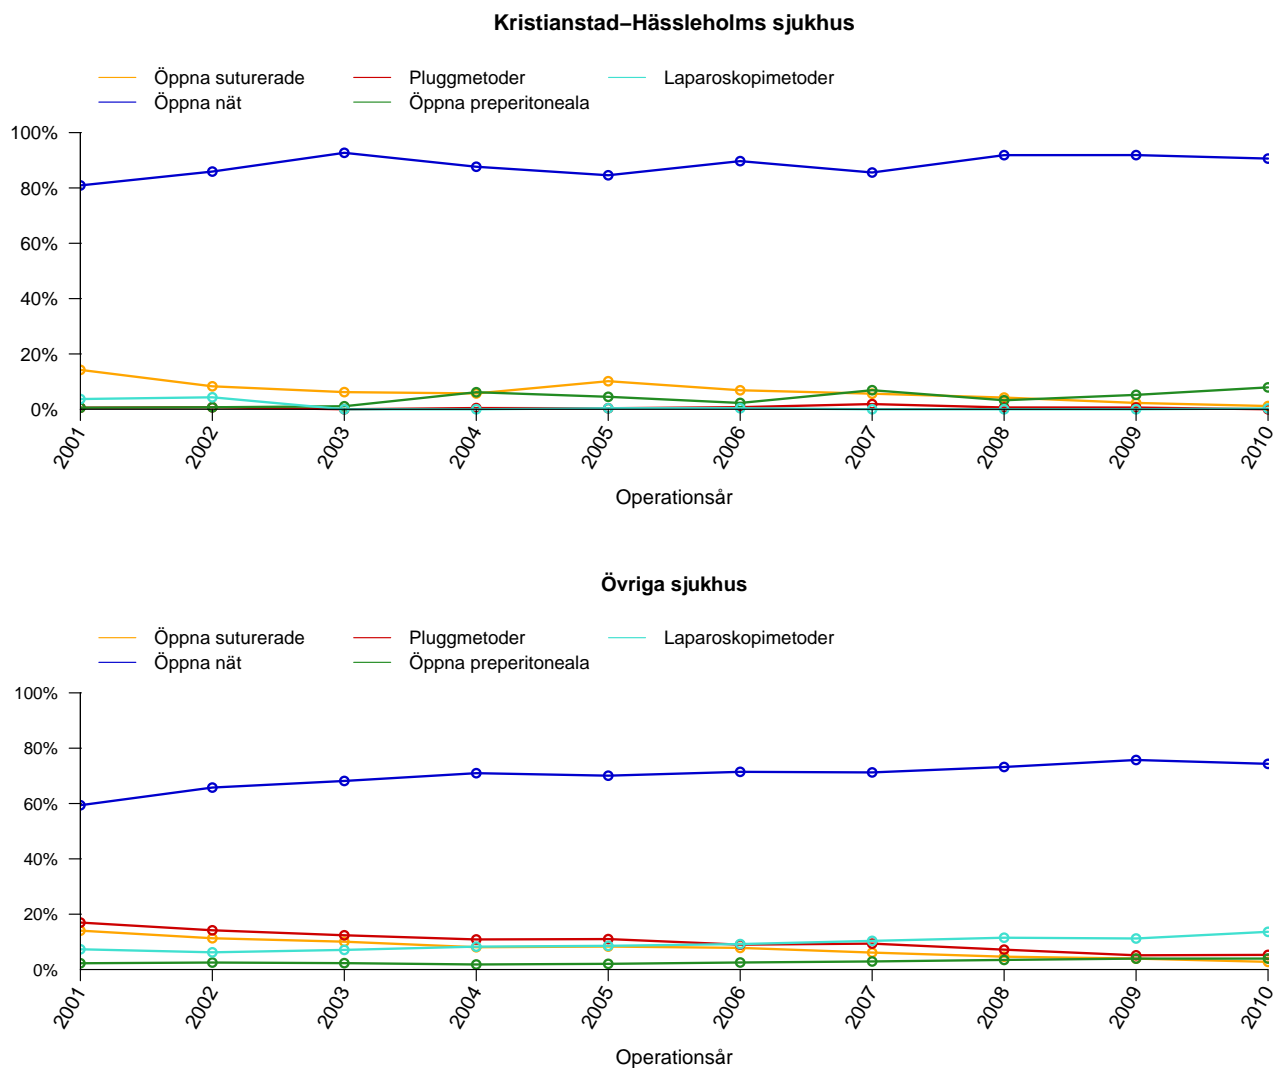 Kristianstad–Hässleholms sjukhus
Öppna suturerade Pluggmetoder Laparoskopimetoder
Öppna nät Öppna preperitoneala
100%
80%
60%
40%
20%
0%
2001 2002 2003 2004 2005 2006 2007 2008 2009 2010
Operationsår
Övriga sjukhus
Öppna suturerade Pluggmetoder Laparoskopimetoder
Öppna nät Öppna preperitoneala
100%
80%
60%
40%
20%
0%
2001 2002 2003 2004 2005 2006 2007 2008 2009 2010
Operationsår